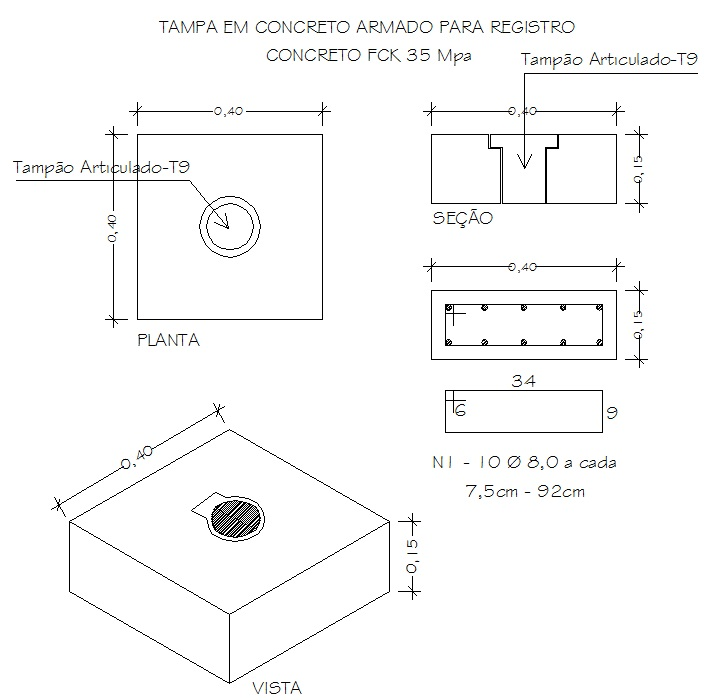 TAMPA EM CONCRETO ARMADO PARA REGISTRO
CONCRETO FCK 35 Mpa
Tampão Articulado-T9
0,40
0,40
Tampão Articulado-T9
0,40
0,15
SEÇÃO
PLANTA
0,40
0,15
34
6
9
N1 - 10 Ø 8,0 a cada
7,5cm - 92cm
0,40
0,15
VISTA